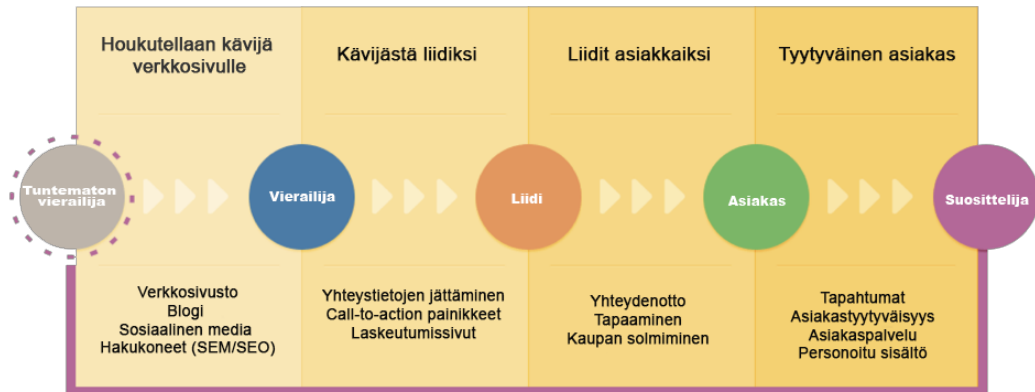 Houkutellaan kävijä
verkkosivulle
Kävijästä liidiksi
Liidit asiakkaiksi
Tyytyväinen asiakas
Tuntematon
vierailija
Vierailija
Liidi
Asiakas
Suosittelija
Verkkosivusto
Blogi
Sosiaalinen media
Hakukoneet (SEM/SEO)
Yhteystietojen jättäminen
Call-to-action painikkeet
Laskeutumissivut
Yhteydenotto
Tapaaminen
Kaupan solmiminen
Tapahtumat
Asiakastyytyväisyys
Asiakaspalvelu
Personoitu sisältö